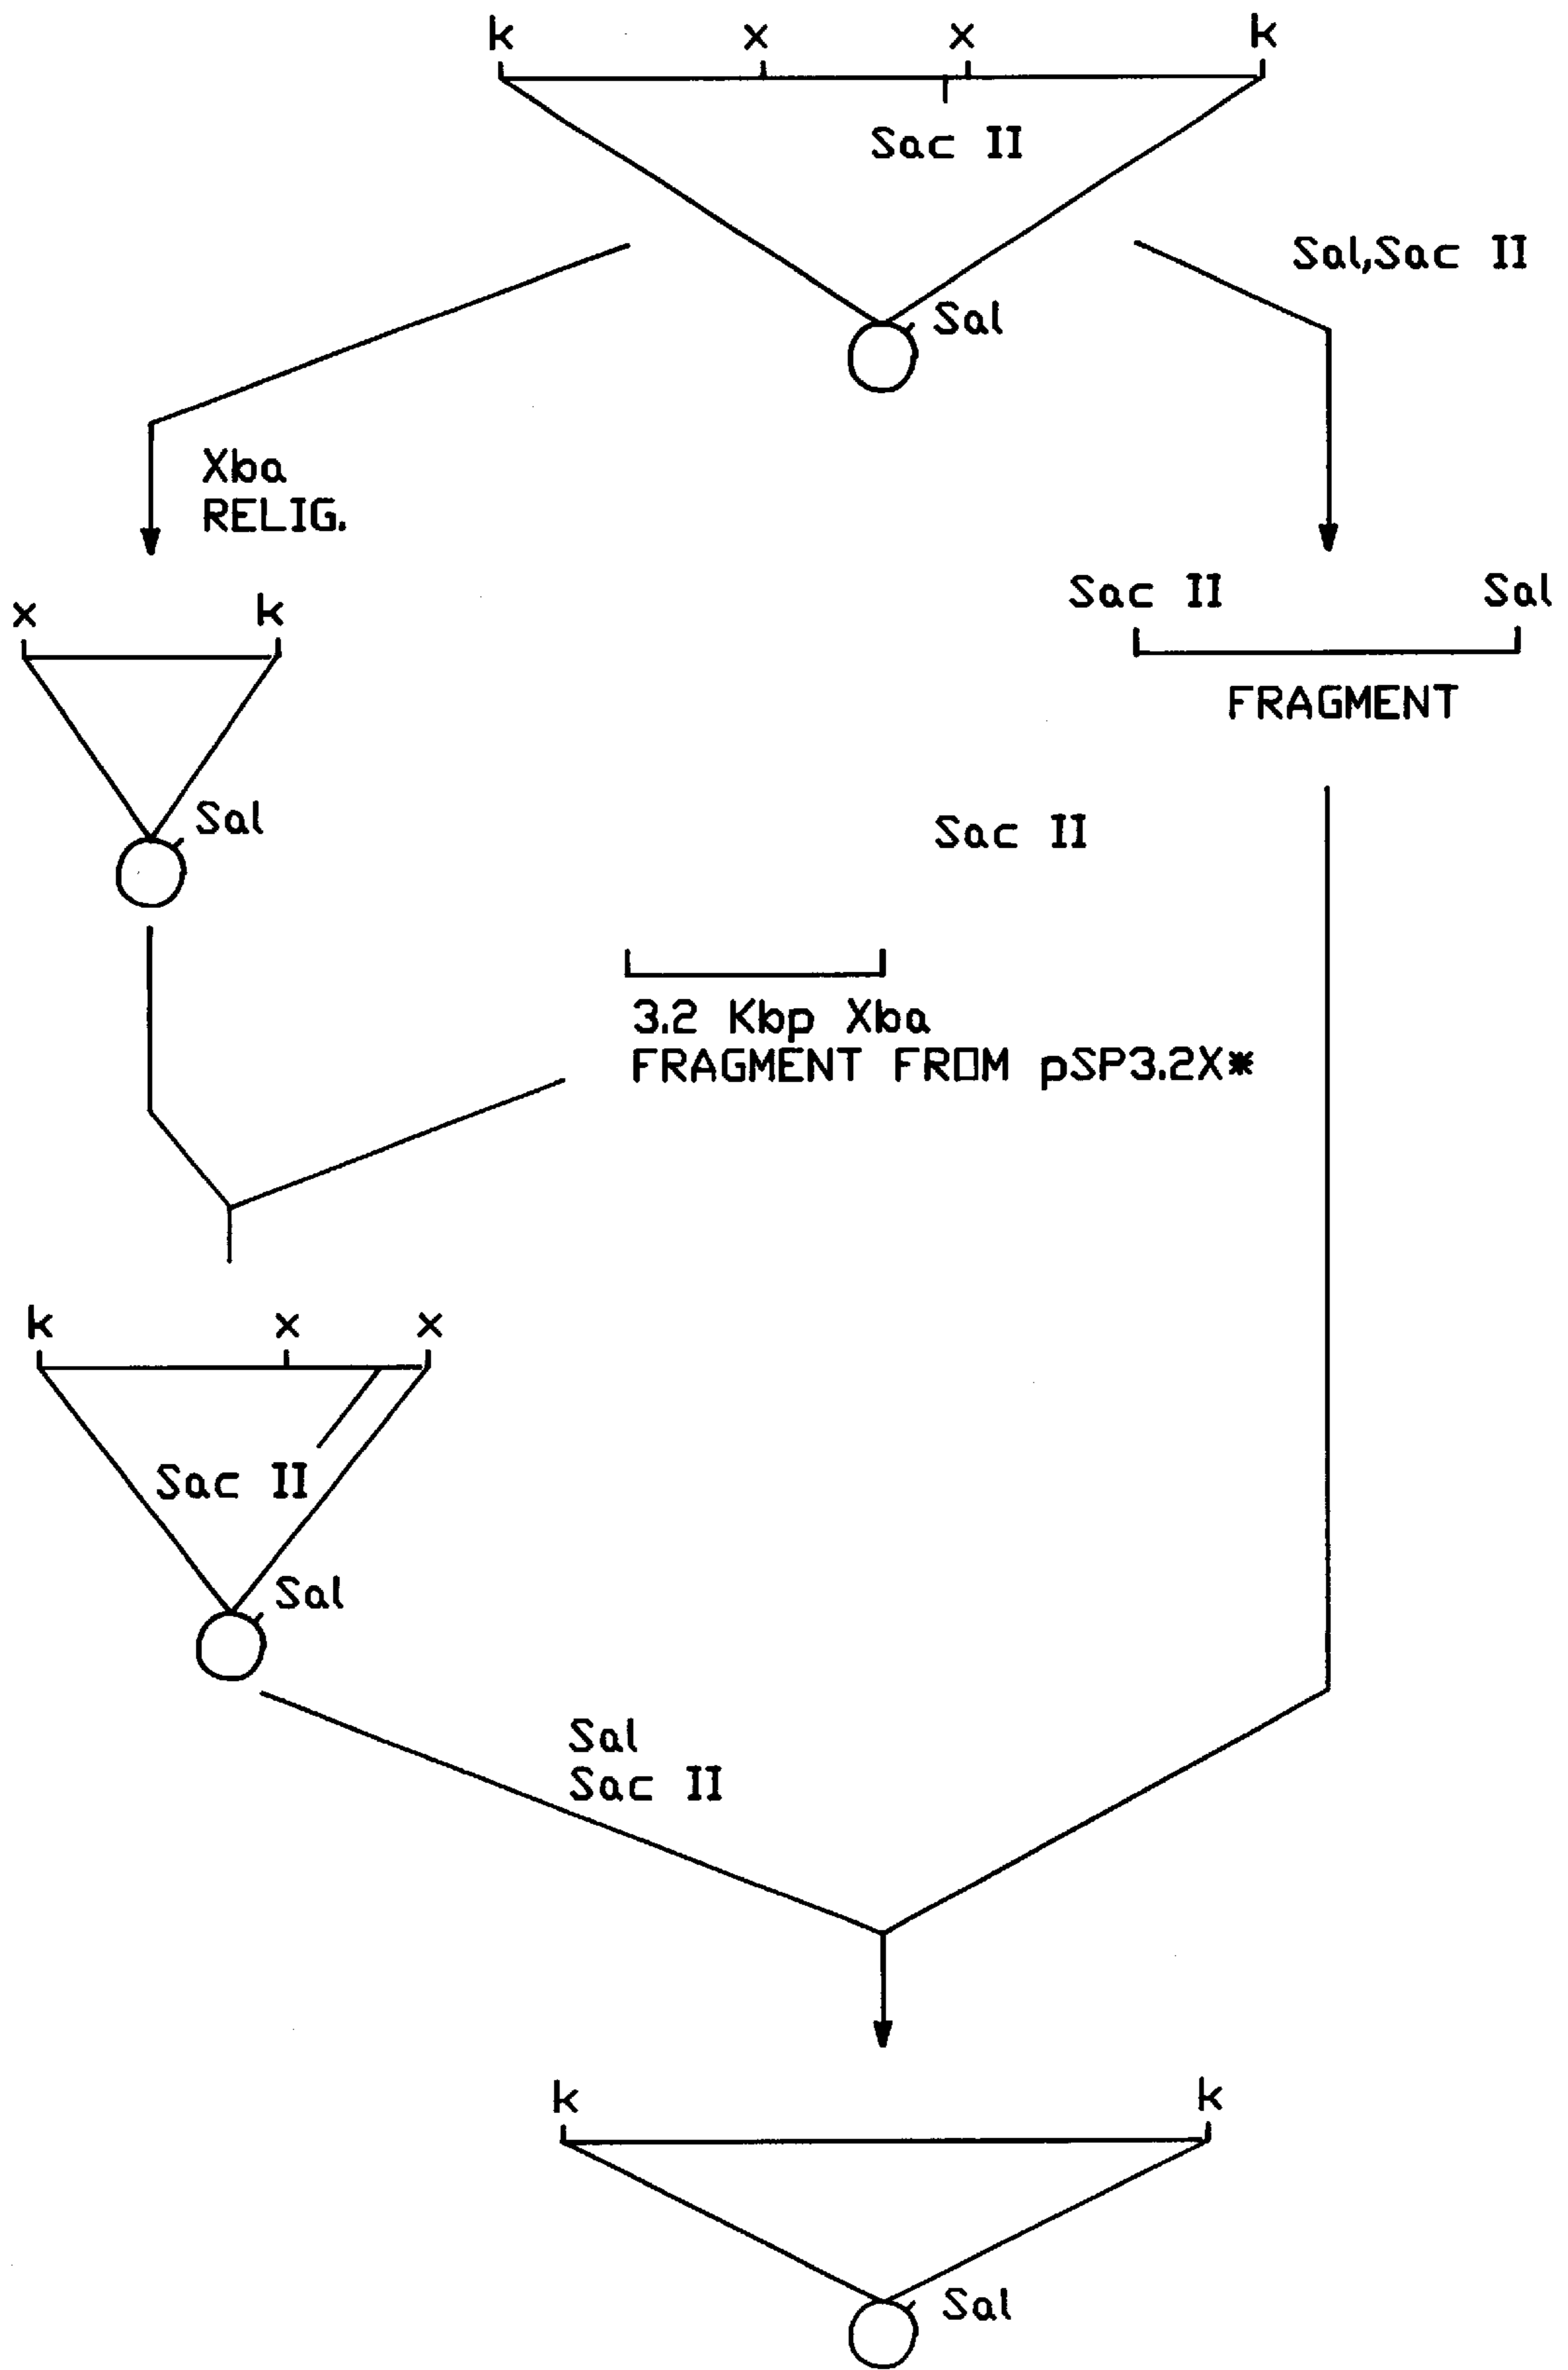 k x x k
Sac II
Sal,Sac II
Sal
Xba
RELIG.
x k
Sac II Sal
FRAGMENT
Sal
Sac II
3.2 Kbp Xba
FRAGMENT FROM pSP3.2X*
k x x
Sac II
Sal
Sal
Sac II
k k
Sal